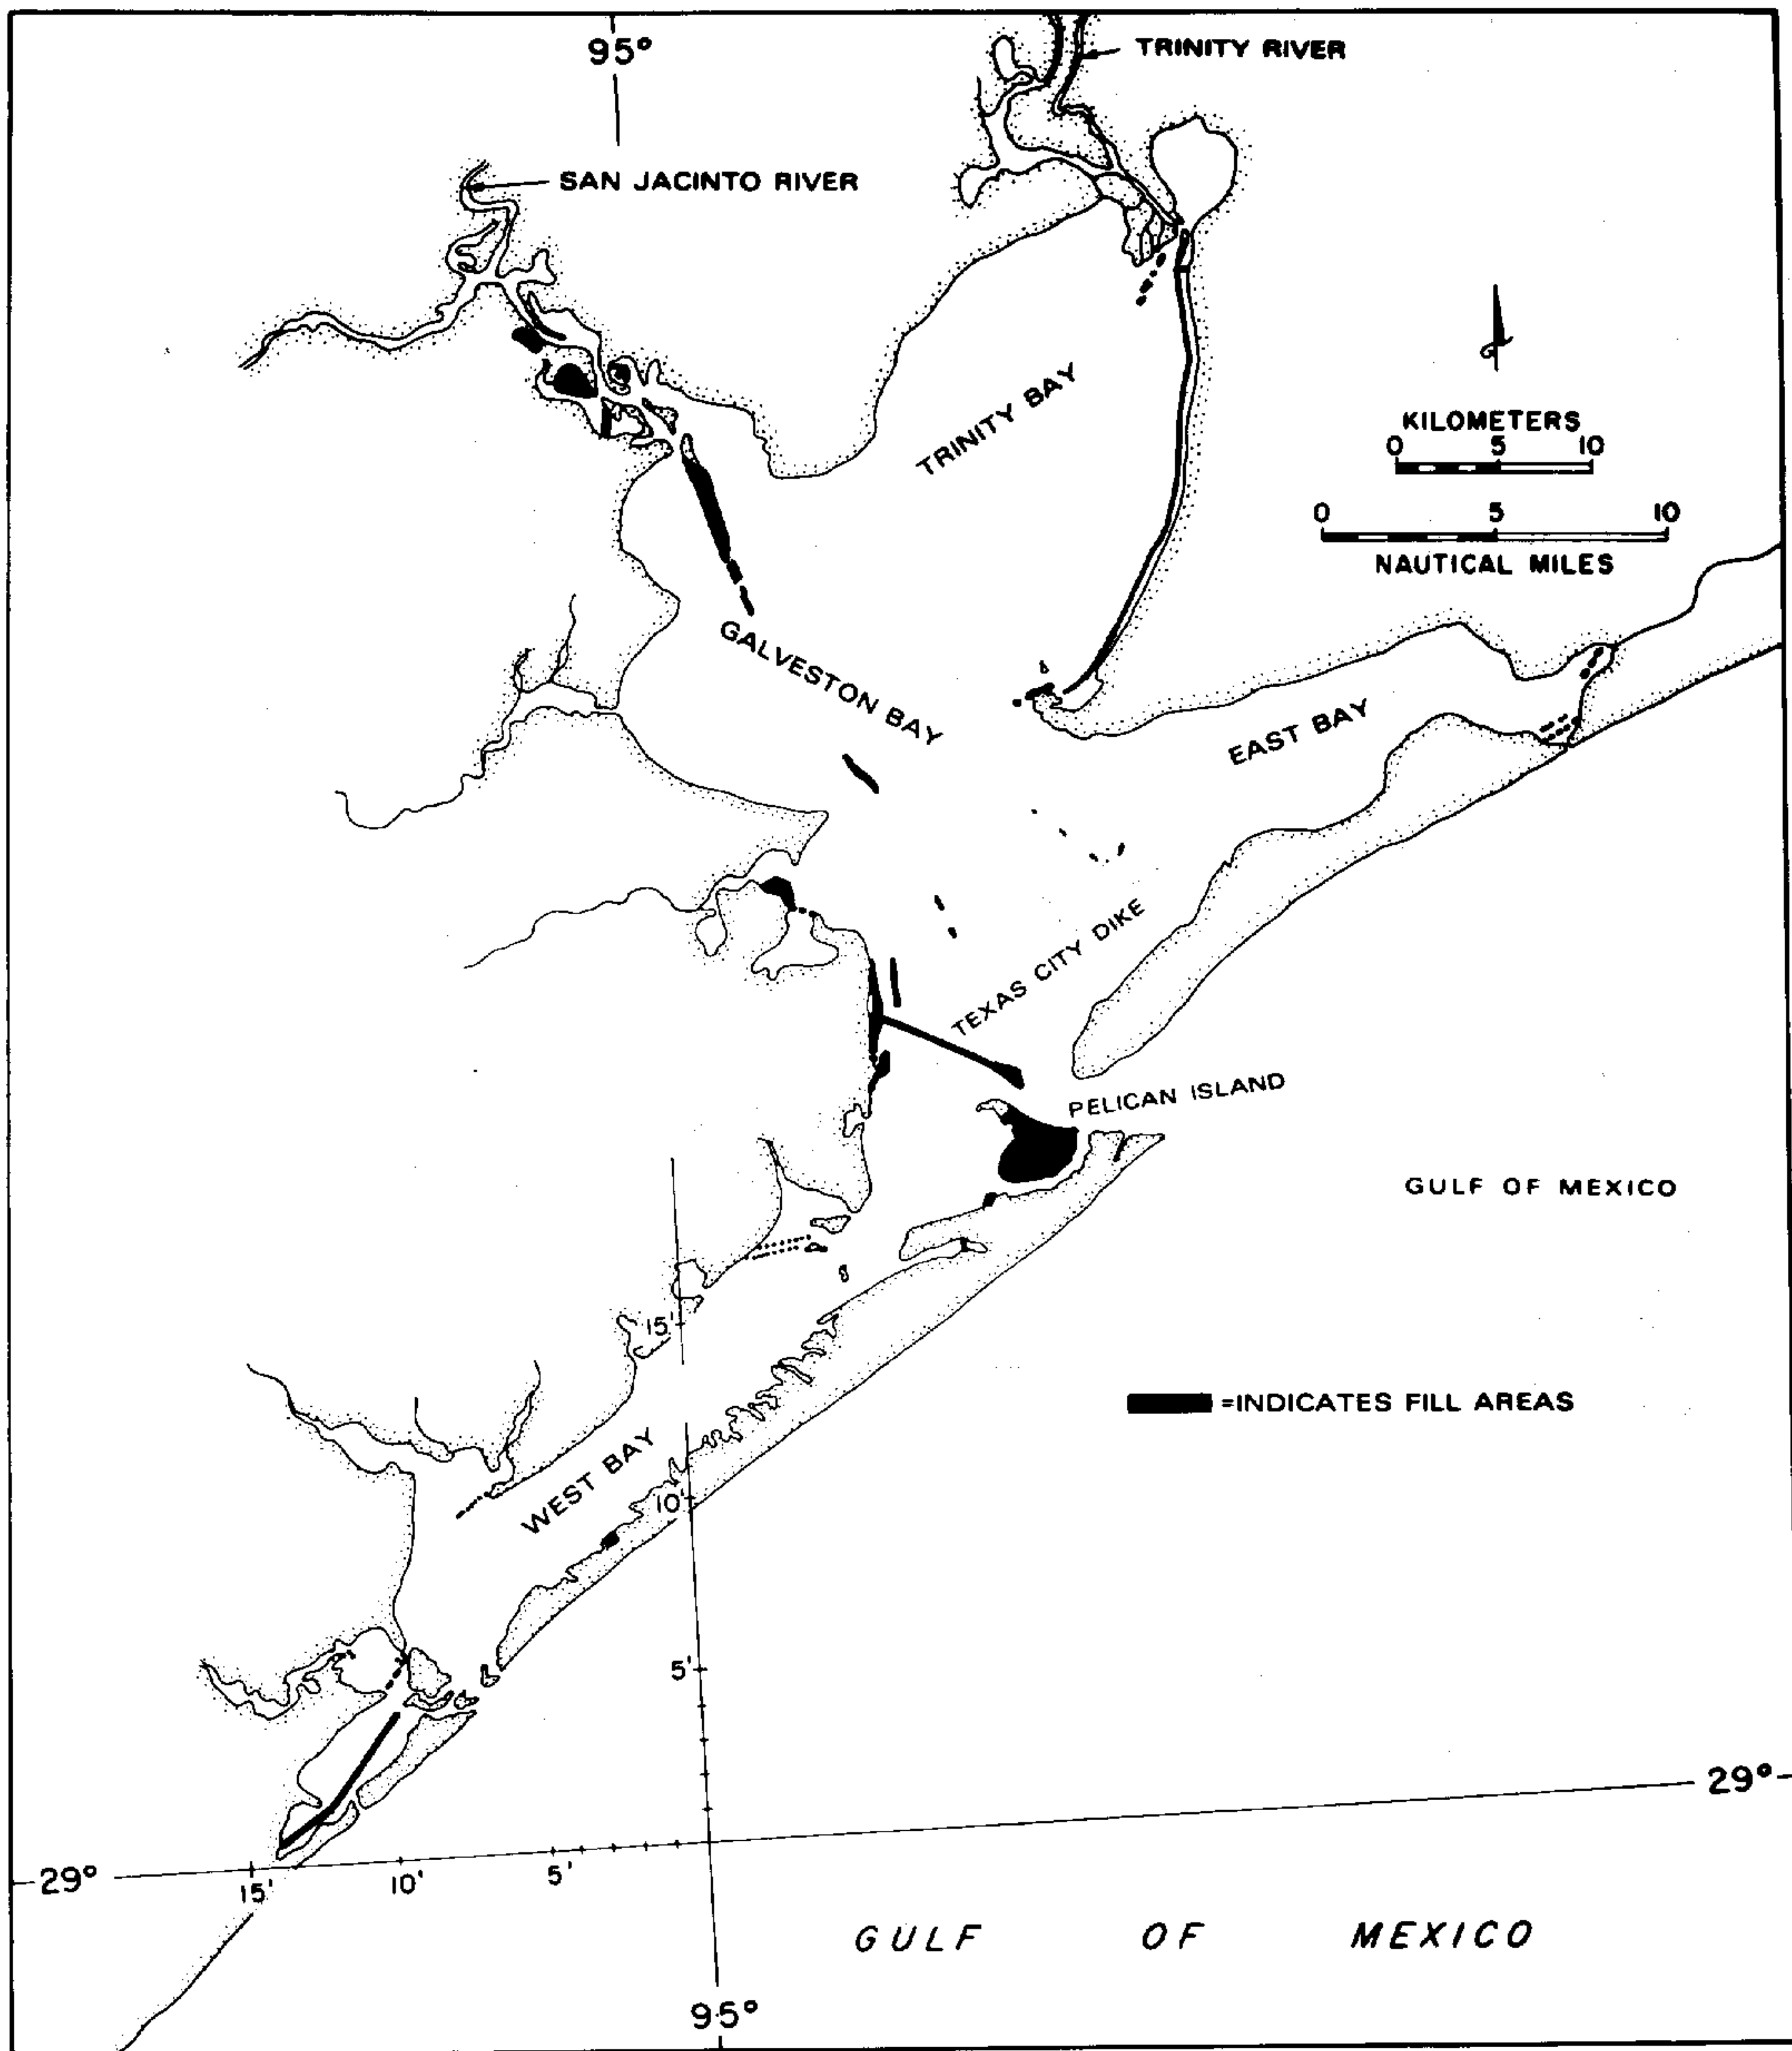 95°
TRINITY RIVER
SAN JACINTO RIVER
TRINITY BAY
KILOMETERS
0 5 10
0 5 10
NAUTICAL MILES
GALVESTON BAY
EAST BAY
TEXAS CITY DIKE
PELICAN ISLAND
GULF OF MEXICO
15'
=INDICATES FILL AREAS
WEST BAY
10'
5'
29°
29°
15' 10' 5'
GULF OF MEXICO
95°